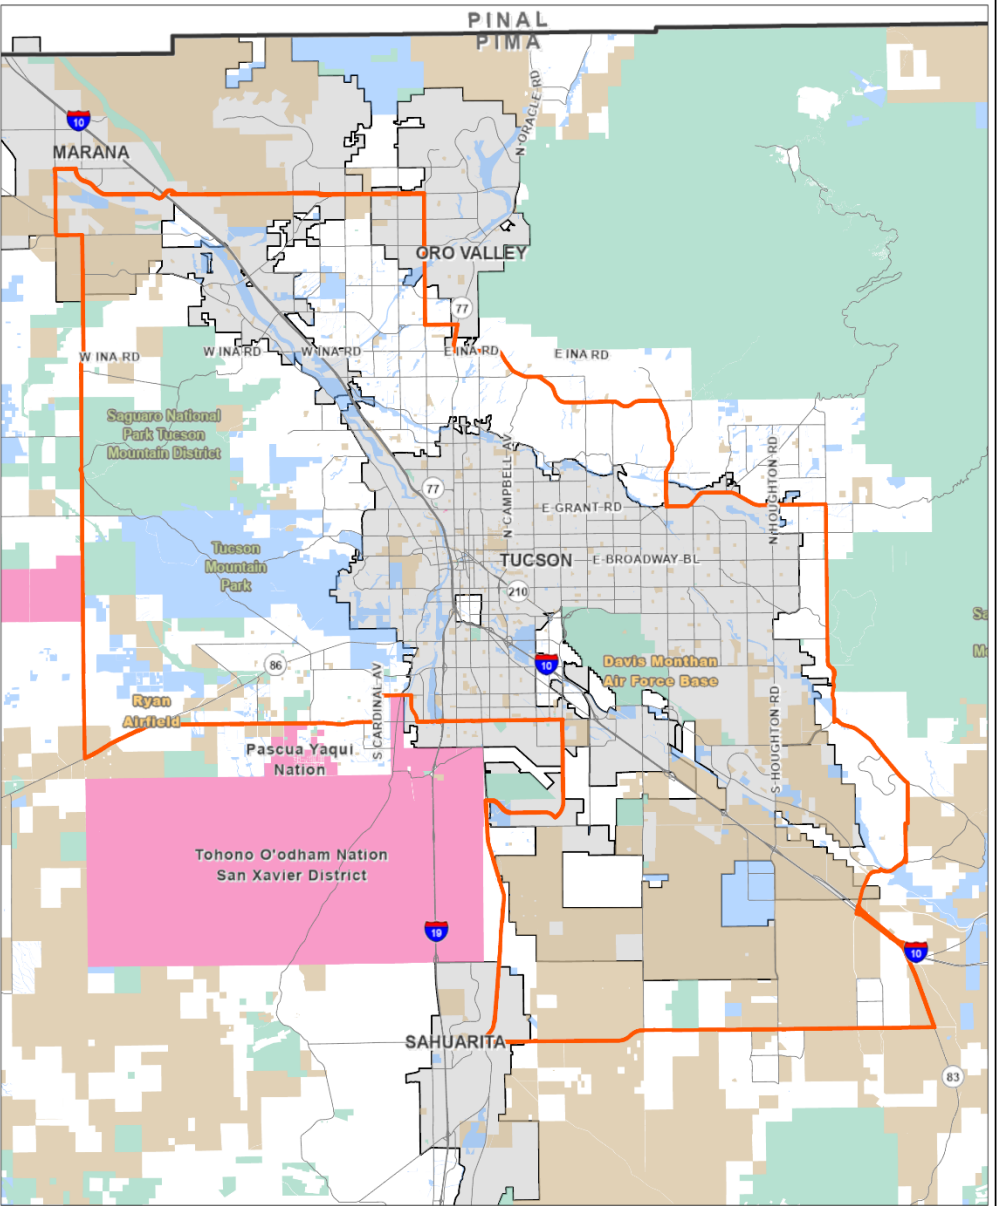 PINAL
PIMA
N ORACLE RD
10
MARANA
ORO VALLEY
77
W INA RD
W INA RD
W INA RD
E INA RD
E INA RD
Saguaro National
Park Tucson
Mountain District
N CAMPBELL AV
N HOUGHTON RD
77
E GRANT RD
Tucson
Mountain
Park
TUCSON
E BROADWAY BL
210
Sa
Mo
86
10
Davis Monthan
Air Force Base
Ryan
Airfield
S CARDINAL AV
S HOUGHTON RD
Pascua Yaqui
Nation
Tohono O'odham Nation
San Xavier District
19
10
SAHUARITA
83